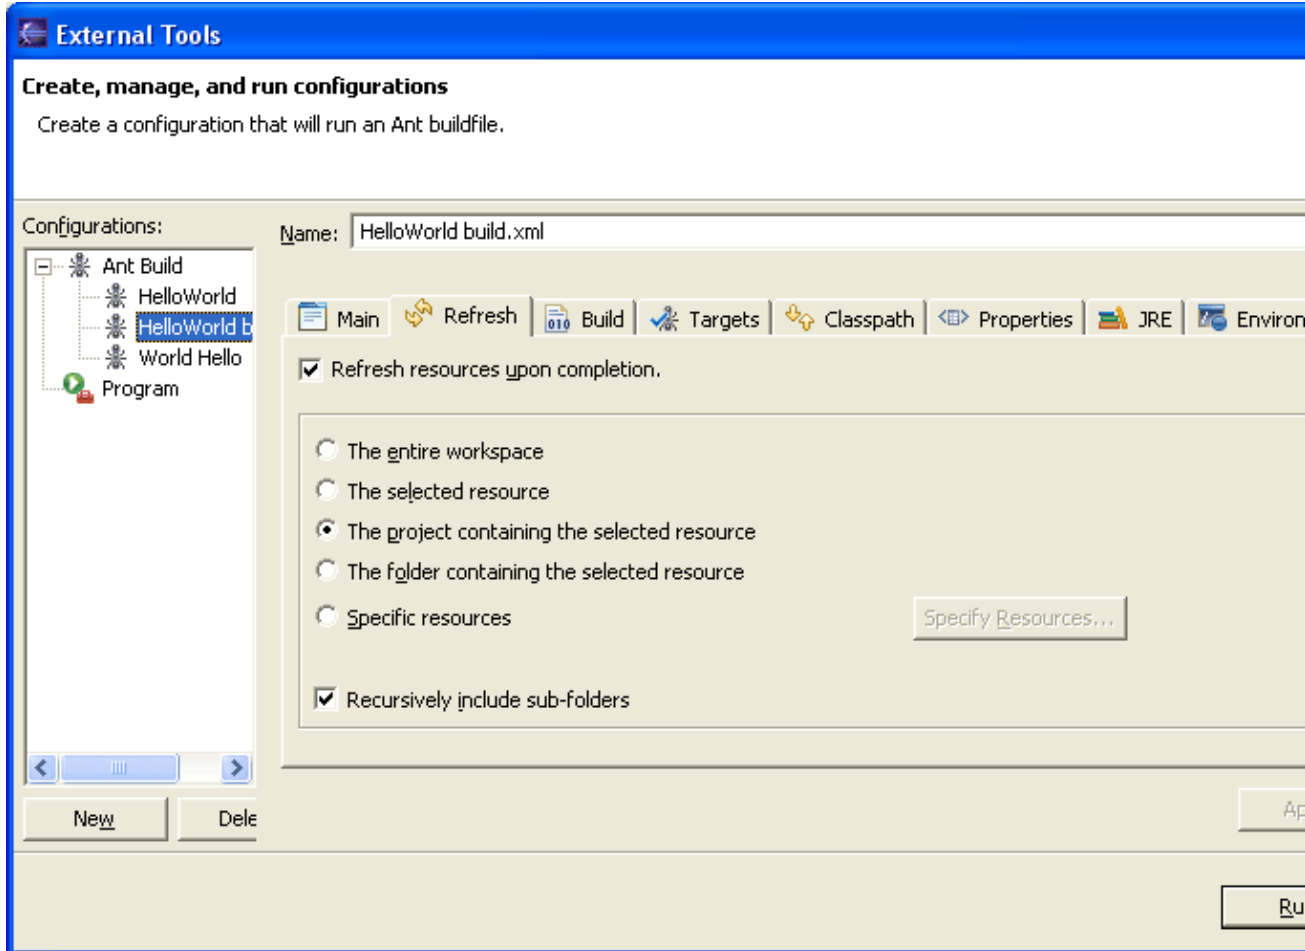 External Tools
Create, manage, and run configurations
Create a configuration that will run an Ant buildfile.
Configurations:
Name: HelloWorld build.xml
Ant Build
HelloWorld
HelloWorld b
World Hello
Program
Main Refresh Build Targets Classpath Properties JRE Environ
Refresh resources upon completion.
The entire workspace
The selected resource
The project containing the selected resource
The folder containing the selected resource
Specific resources Specify Resources...
Recursively include sub-folders
New Dele
Ap
Ru